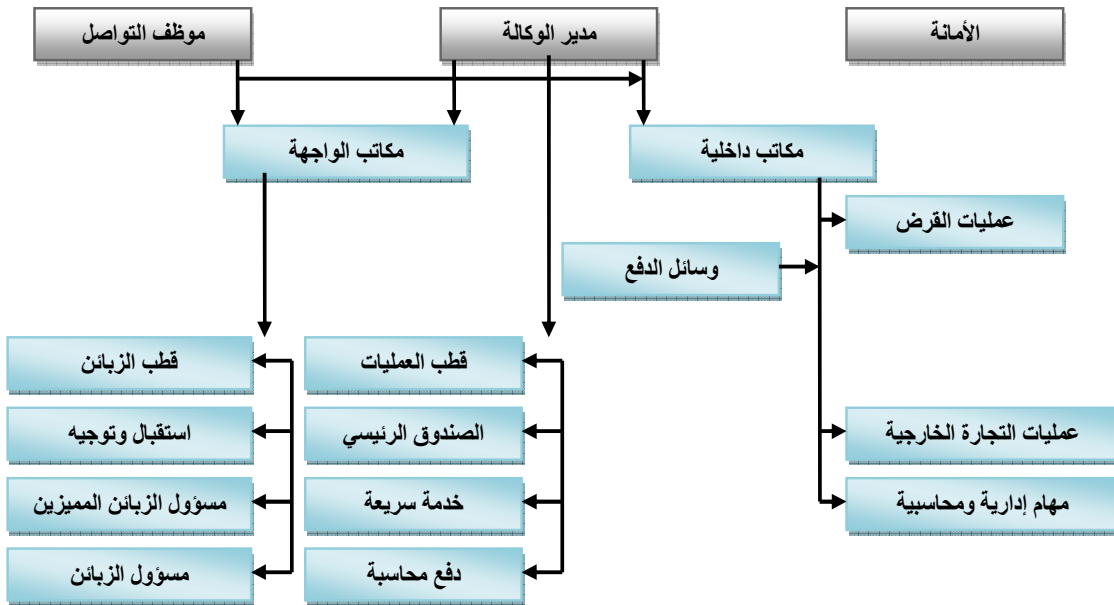 الأمانة
مدير الوكالة
موظف التواصل
مكاتب داخلية
مكاتب الواجهة
عمليات القرض
وسائل الدفع
قطب العمليات
قطب الزبائن
عمليات التجارة الخارجية
الصندوق الرئيسي
استقبال وتوجيه
مهام إدارية ومحاسبية
خدمة سريعة
مسؤول الزبائن المميزين
دفع محاسبة
مسؤول الزبائن